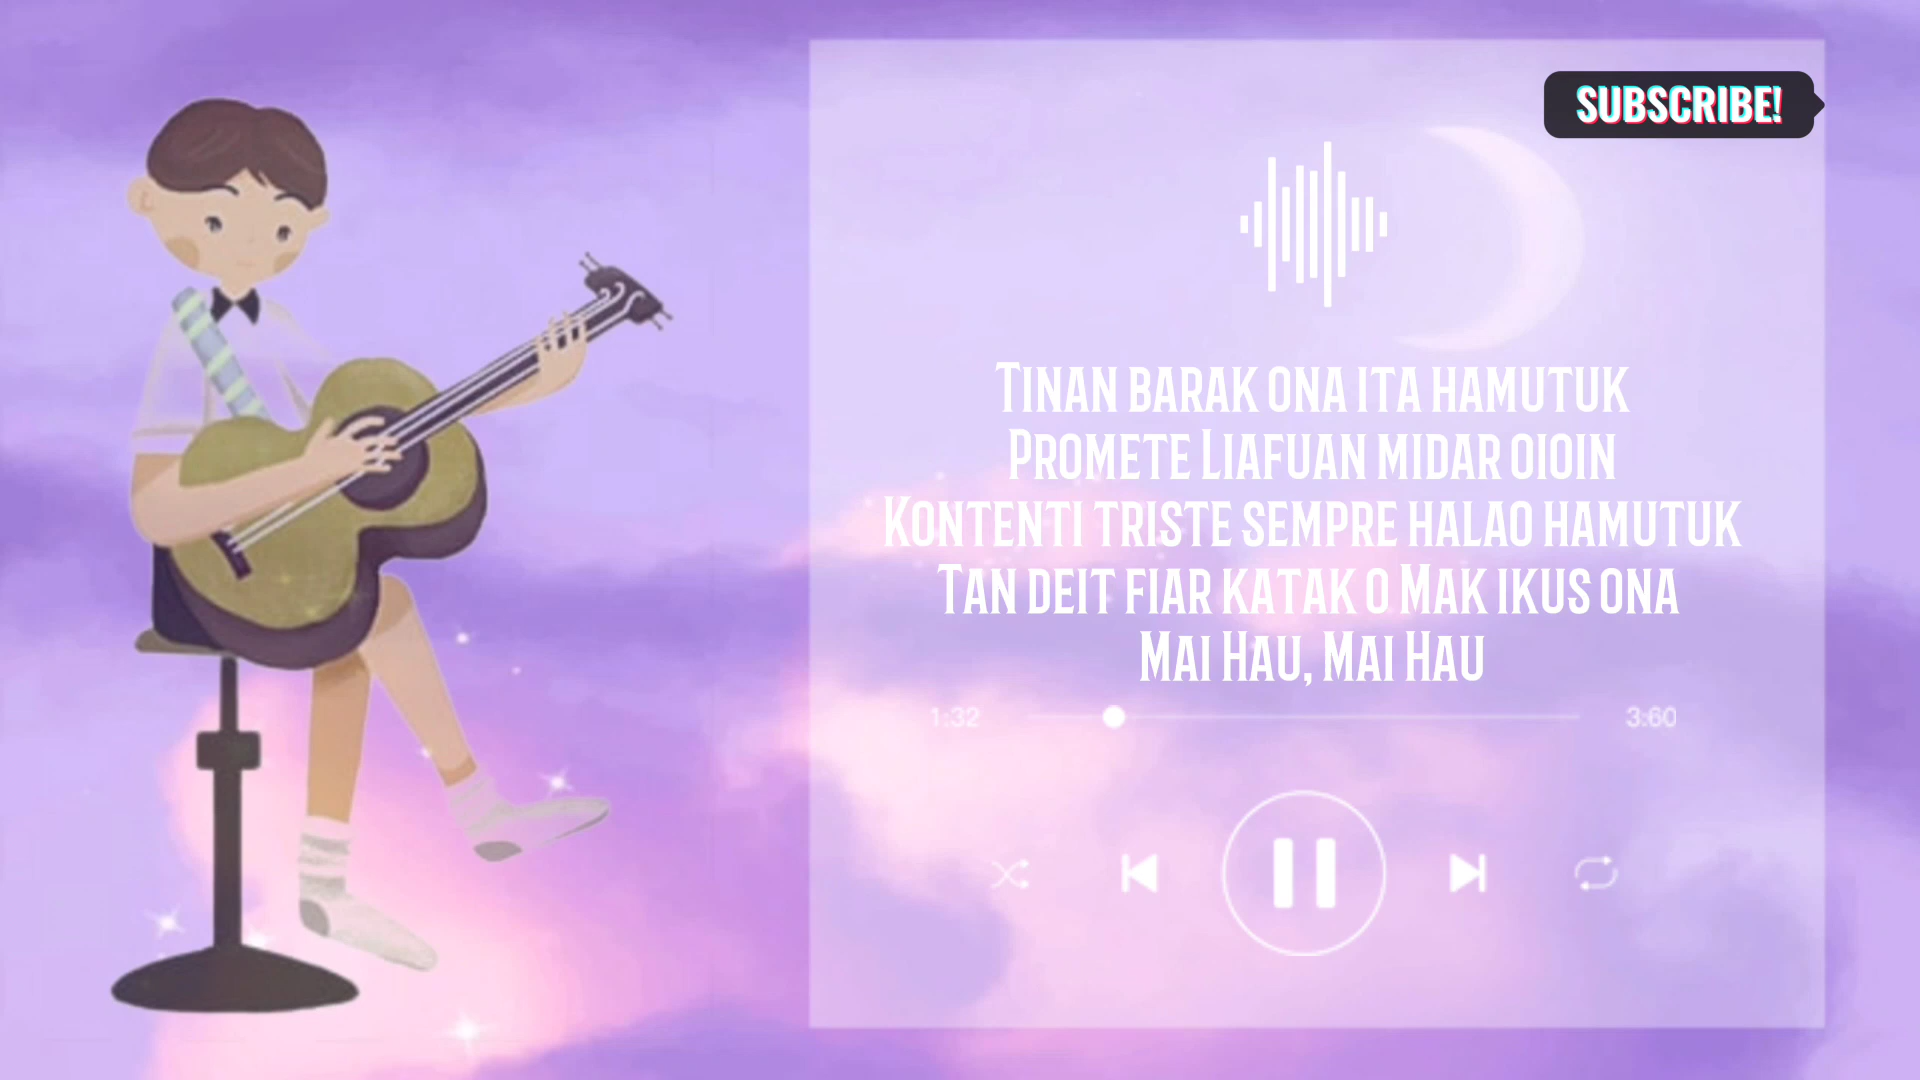 SUBSCRIBE!
Tinan barak ona ita hamutuk
Promete Liafuan midar oioin
Kontenti triste sempre halao hamutuk
Tan deit fiar katak o Mak ikus ona
Mai Hau, Mai Hau
1:32
3:60